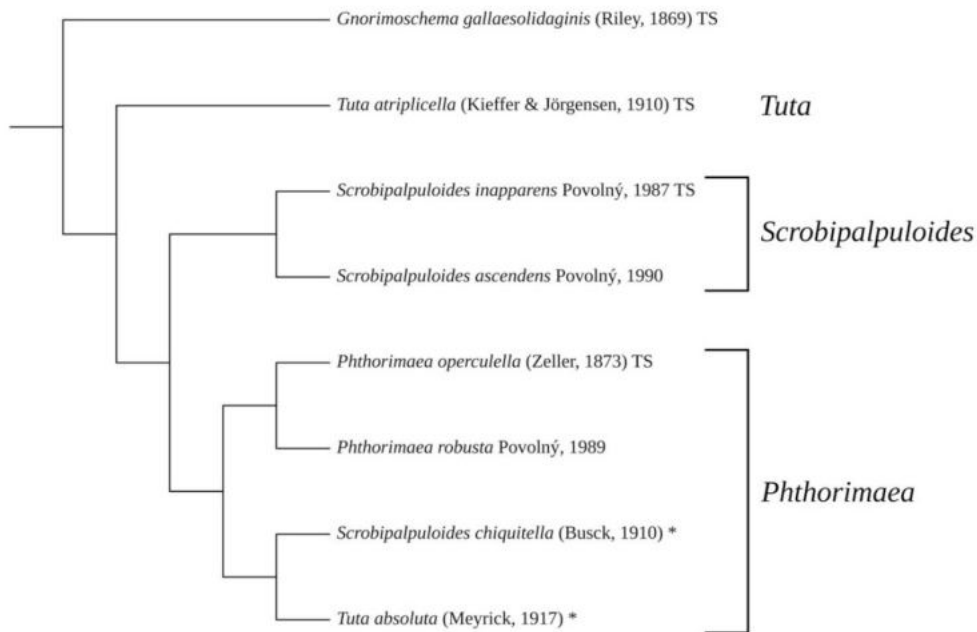 Gnorimoschema gallaesolidaginis (Riley, 1869) TS
Tuta atriplicella (Kieffer & Jörgensen, 1910) TS
Tuta
Scrobipalpuloides inapparens Povolný, 1987 TS
Scrobipalpuloides
Scrobipalpuloides ascendens Povolný, 1990
Phthorimaea operculella (Zeller, 1873) TS
Phthorimaea robusta Povolný, 1989
Phthorimaea
Scrobipalpuloides chiquitella (Busck, 1910) *
Tuta absoluta (Meyrick, 1917) *